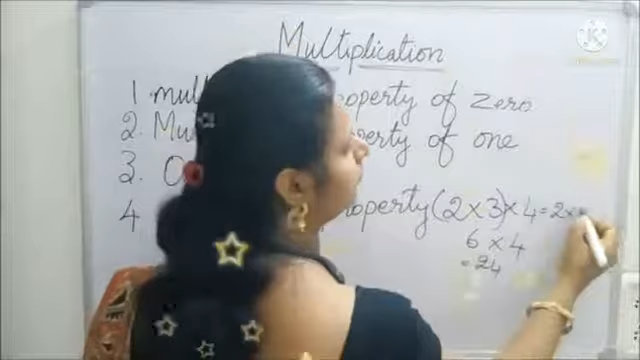 Multiplication
1 mul operty of zero
2. Mu perty of one
3. O
4 roperty (2×3)×4=2×
6 × 4
=24